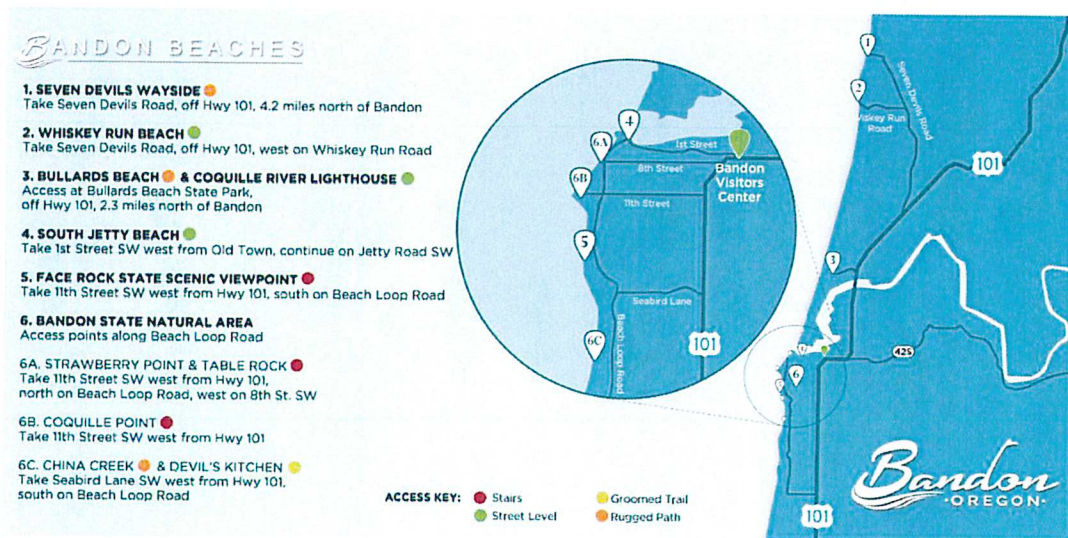 BANDON BEACHES
1. SEVEN DEVILS WAYSIDE
Take Seven Devils Road, off Hwy 101, 4.2 miles north of Bandon
2. WHISKEY RUN BEACH
Take Seven Devils Road, off Hwy 101, west on Whiskey Run Road
3. BULLARDS BEACH & COQUILLE RIVER LIGHTHOUSE
Access at Bullards Beach State Park,
off Hwy 101, 2.3 miles north of Bandon
4. SOUTH JETTY BEACH
Take 1st Street SW west from Old Town, continue on Jetty Road SW
5. FACE ROCK STATE SCENIC VIEWPOINT
Take 11th Street SW west from Hwy 101, south on Beach Loop Road
6. BANDON STATE NATURAL AREA
Access points along Beach Loop Road
6A. STRAWBERRY POINT & TABLE ROCK
Take 11th Street SW west from Hwy 101,
north on Beach Loop Road, west on 8th St. SW
6B. COQUILLE POINT
Take 11th Street SW west from Hwy 101
6C. CHINA CREEK & DEVIL'S KITCHEN
Take Seabird Lane SW west from Hwy 101,
south on Beach Loop Road
ACCESS KEY:
Stairs
Street Level
Groomed Trail
Rugged Path
4
6A
1st Street
8th Street
Bandon
Visitors
Center
6B
11th Street
5
Seabird Lane
6C
Beach Loop Road
101
1
Seven Devils Road
2
iskey Run
Road
101
3
425
6
101
Bandon
·OREGON·